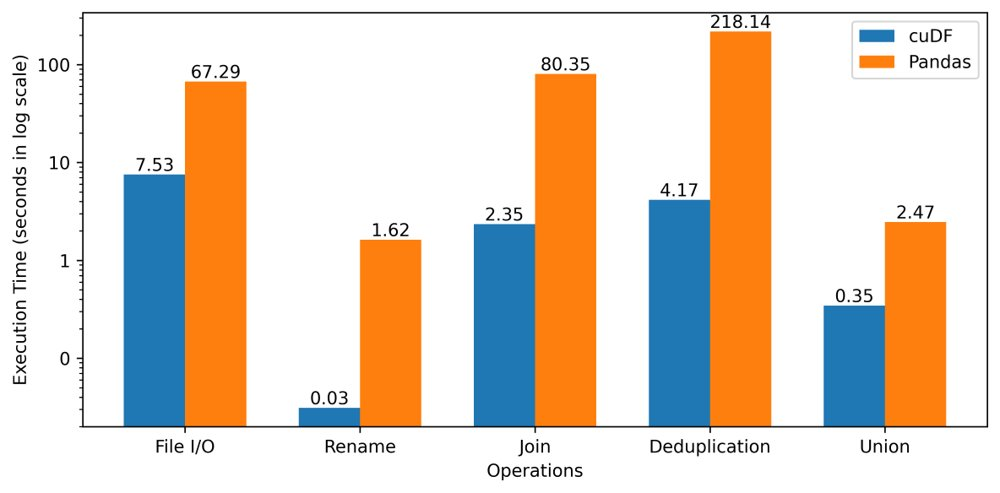 218.14
cuDF
Pandas
100
67.29
80.35
10
7.53
4.17
2.35
2.47
1.62
1
0.35
0
0.03
Execution Time (seconds in log scale)
File I/O Rename Join Deduplication Union
Operations